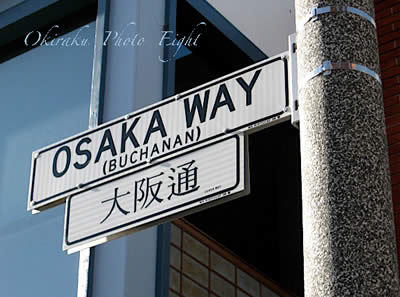 Okiraku Photo Eight
OSAKA WAY
(BUCHANAN)
大阪通